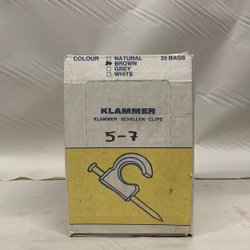 COLOUR
NATURAL
25 BAGS
BROWN
GREY
WHITE
KLAMMER
KLAMMER SCHELLEN CLIPS
5-7